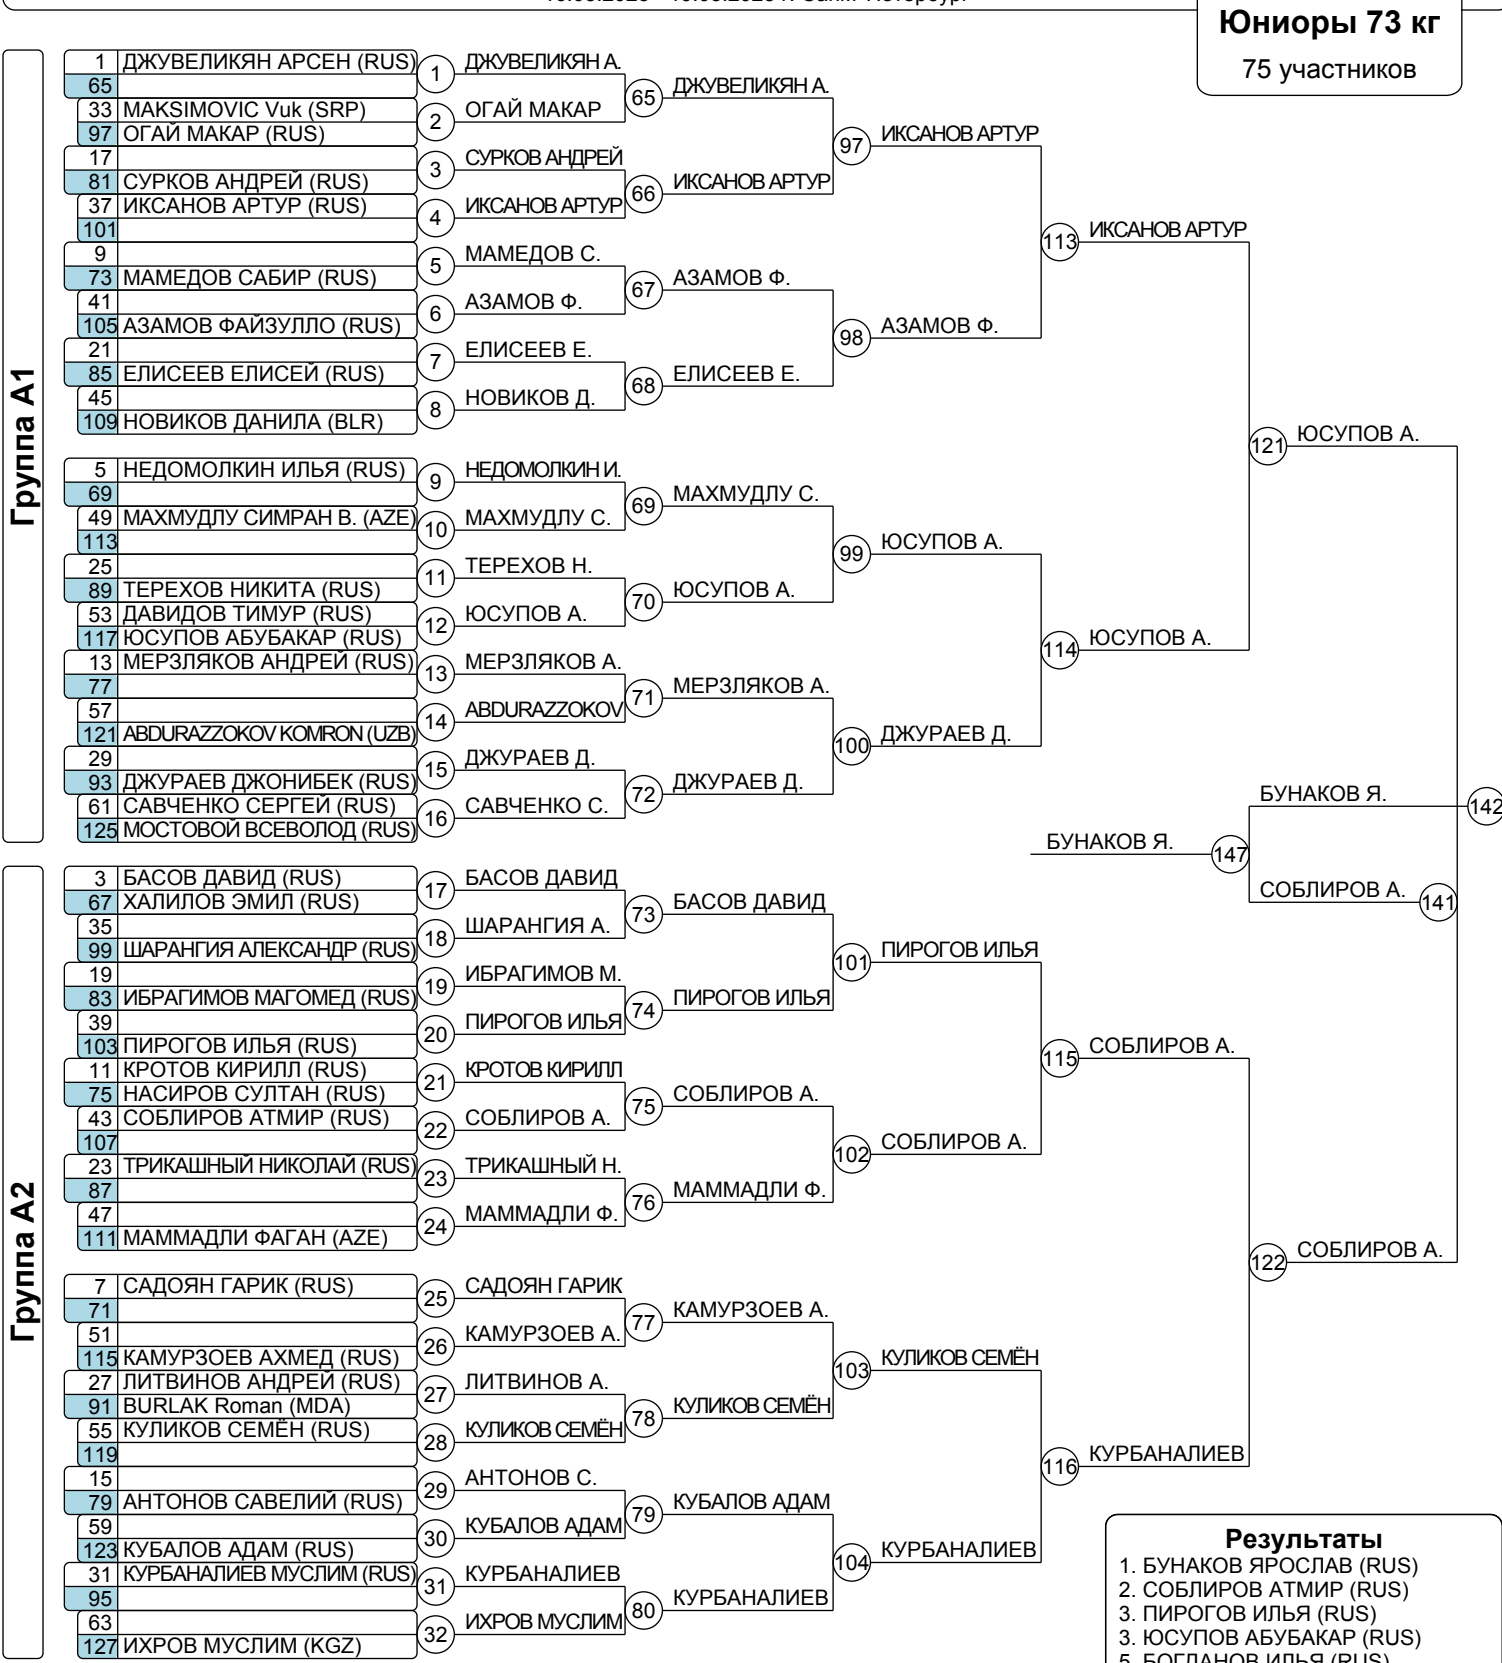 Юниоры 73 кг
75 участников
Группа А1
1 ДЖУВЕЛИКЯН АРСЕН (RUS)
65
33 MAKSIMOVIC Vuk (SRP)
97 ОГАЙ МАКАР (RUS)
17
81 СУРКОВ АНДРЕЙ (RUS)
37 ИКСАНОВ АРТУР (RUS)
101
9
73 МАМЕДОВ САБИР (RUS)
41
105 АЗАМОВ ФАЙЗУЛЛО (RUS)
21
85 ЕЛИСЕЕВ ЕЛИСЕЙ (RUS)
45
109 НОВИКОВ ДАНИЛА (BLR)
5 НЕДОМОЛКИН ИЛЬЯ (RUS)
69
49 МАХМУДЛУ СИМРАН В. (AZE)
113
25
89 ТЕРЕХОВ НИКИТА (RUS)
53 ДАВИДОВ ТИМУР (RUS)
117 ЮСУПОВ АБУБАКАР (RUS)
13 МЕРЗЛЯКОВ АНДРЕЙ (RUS)
77
57
121 ABDURAZZOKOV KOMRON (UZB)
29
93 ДЖУРАЕВ ДЖОНИБЕК (RUS)
61 САВЧЕНКО СЕРГЕЙ (RUS)
125 МОСТОВОЙ ВСЕВОЛОД (RUS)
Группа А2
3 БАСОВ ДАВИД (RUS)
67 ХАЛИЛОВ ЭМИЛ (RUS)
35
99 ШАРАНГИЯ АЛЕКСАНДР (RUS)
19
83 ИБРАГИМОВ МАГОМЕД (RUS)
39
103 ПИРОГОВ ИЛЬЯ (RUS)
11 КРОТОВ КИРИЛЛ (RUS)
75 НАСИРОВ СУЛТАН (RUS)
43 СОБЛИРОВ АТМИР (RUS)
107
23 ТРИКАШНЫЙ НИКОЛАЙ (RUS)
87
47
111 МАММАДЛИ ФАГАН (AZE)
7 САДОЯН ГАРИК (RUS)
71
51
115 КАМУРЗОЕВ АХМЕД (RUS)
27 ЛИТВИНОВ АНДРЕЙ (RUS)
91 BURLAK Roman (MDA)
55 КУЛИКОВ СЕМЁН (RUS)
119
15
79 АНТОНОВ САВЕЛИЙ (RUS)
59
123 КУБАЛОВ АДАМ (RUS)
31 КУРБАНАЛИЕВ МУСЛИМ (RUS)
95
63
127 ИХРОВ МУСЛИМ (KGZ)
1 ДЖУВЕЛИКЯН А.
2 ОГАЙ МАКАР
3 СУРКОВ АНДРЕЙ
4 ИКСАНОВ АРТУР
5 МАМЕДОВ С.
6 АЗАМОВ Ф.
7 ЕЛИСЕЕВ Е.
8 НОВИКОВ Д.
9 НЕДОМОЛКИН И.
10 МАХМУДЛУ С.
11 ТЕРЕХОВ Н.
12 ЮСУПОВ А.
13 МЕРЗЛЯКОВ А.
14 ABDURAZZOKOV
15 ДЖУРАЕВ Д.
16 САВЧЕНКО С.
17 БАСОВ ДАВИД
18 ШАРАНГИЯ А.
19 ИБРАГИМОВ М.
20 ПИРОГОВ ИЛЬЯ
21 КРОТОВ КИРИЛЛ
22 СОБЛИРОВ А.
23 ТРИКАШНЫЙ Н.
24 МАММАДЛИ Ф.
25 САДОЯН ГАРИК
26 КАМУРЗОЕВ А.
27 ЛИТВИНОВ А.
28 КУЛИКОВ СЕМЁН
29 АНТОНОВ С.
30 КУБАЛОВ АДАМ
31 КУРБАНАЛИЕВ
32 ИХРОВ МУСЛИМ
65 ДЖУВЕЛИКЯН А.
66 ИКСАНОВ АРТУР
67 АЗАМОВ Ф.
68 ЕЛИСЕЕВ Е.
69 МАХМУДЛУ С.
70 ЮСУПОВ А.
71 МЕРЗЛЯКОВ А.
72 ДЖУРАЕВ Д.
73 БАСОВ ДАВИД
74 ПИРОГОВ ИЛЬЯ
75 СОБЛИРОВ А.
76 МАММАДЛИ Ф.
77 КАМУРЗОЕВ А.
78 КУЛИКОВ СЕМЁН
79 КУБАЛОВ АДАМ
80 КУРБАНАЛИЕВ
97 ИКСАНОВ АРТУР
98 АЗАМОВ Ф.
99 ЮСУПОВ А.
100 ДЖУРАЕВ Д.
101 ПИРОГОВ ИЛЬЯ
102 СОБЛИРОВ А.
103 КУЛИКОВ СЕМЁН
104 КУРБАНАЛИЕВ
113 ИКСАНОВ АРТУР
114 ЮСУПОВ А.
115 СОБЛИРОВ А.
116 КУРБАНАЛИЕВ
121 ЮСУПОВ А.
122 СОБЛИРОВ А.
БУНАКОВ Я. 142
БУНАКОВ Я. 147
СОБЛИРОВ А. 141
Результаты
1. БУНАКОВ ЯРОСЛАВ (RUS)
2. СОБЛИРОВ АТМИР (RUS)
3. ПИРОГОВ ИЛЬЯ (RUS)
3. ЮСУПОВ АБУБАКАР (RUS)
5. БОГДАНОВ ИЛЬЯ (RUS)